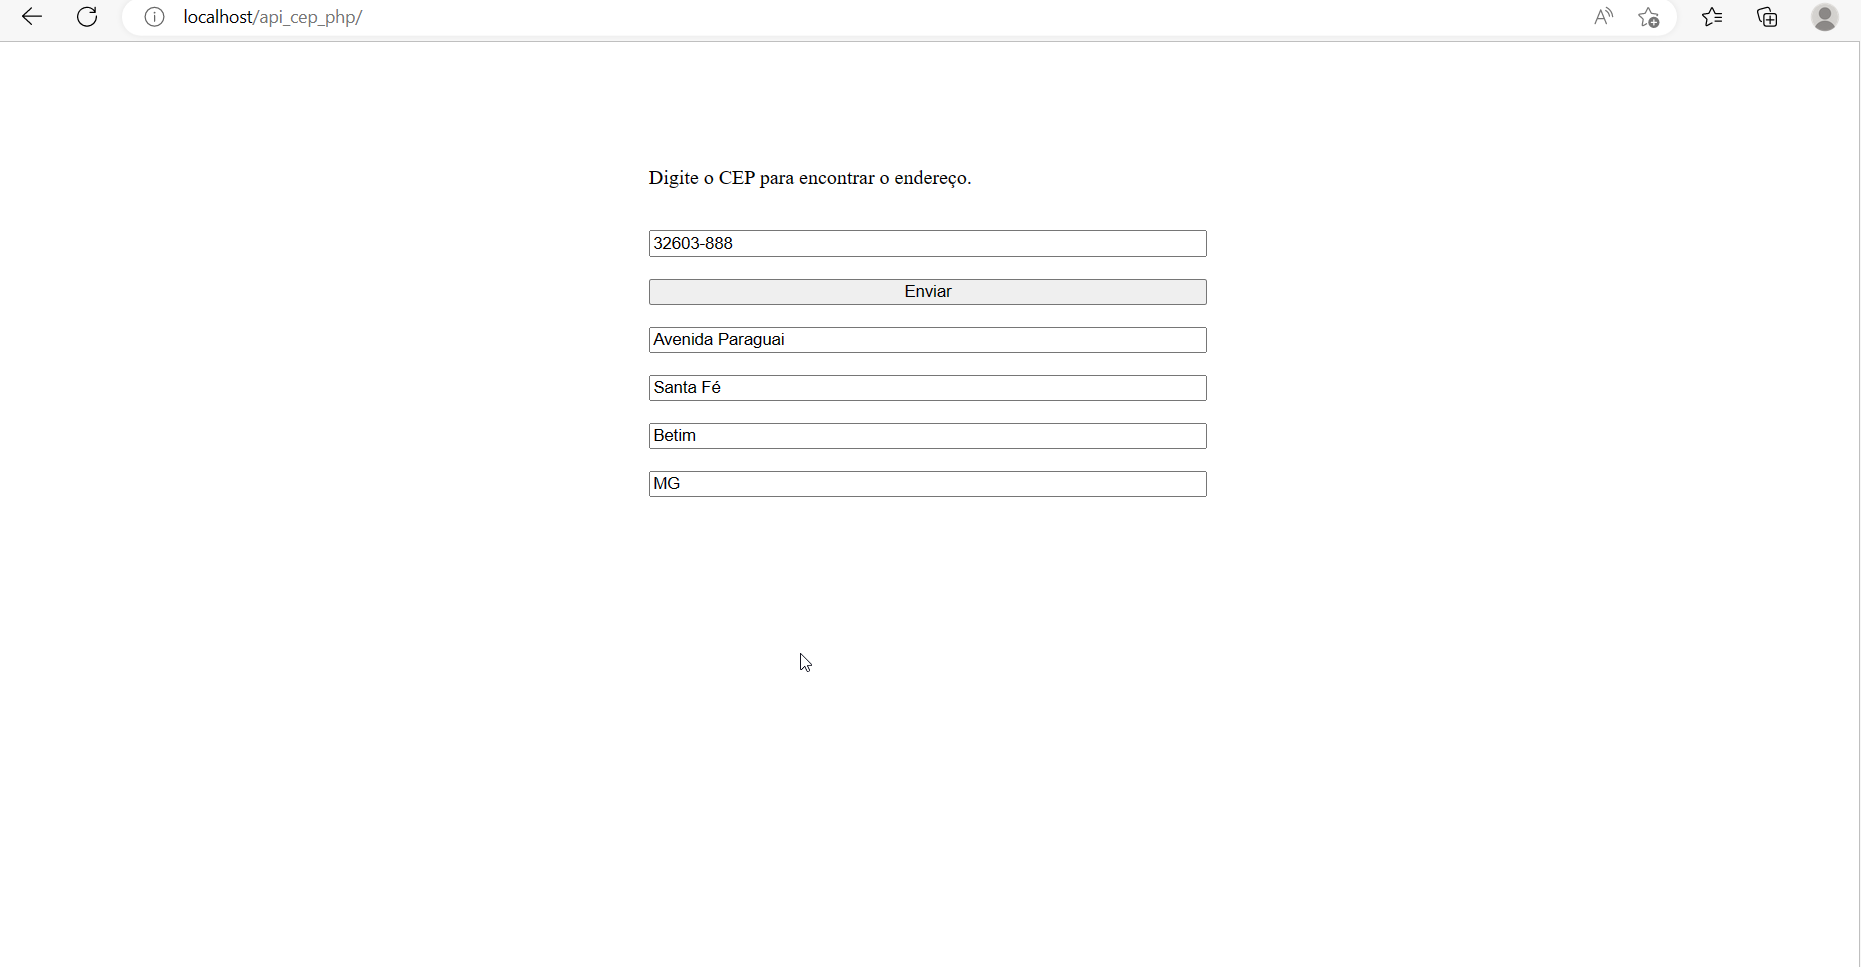 localhost/api_cep_php/
Digite o CEP para encontrar o endereço.
32603-888
Enviar
Avenida Paraguai
Santa Fé
Betim
MG